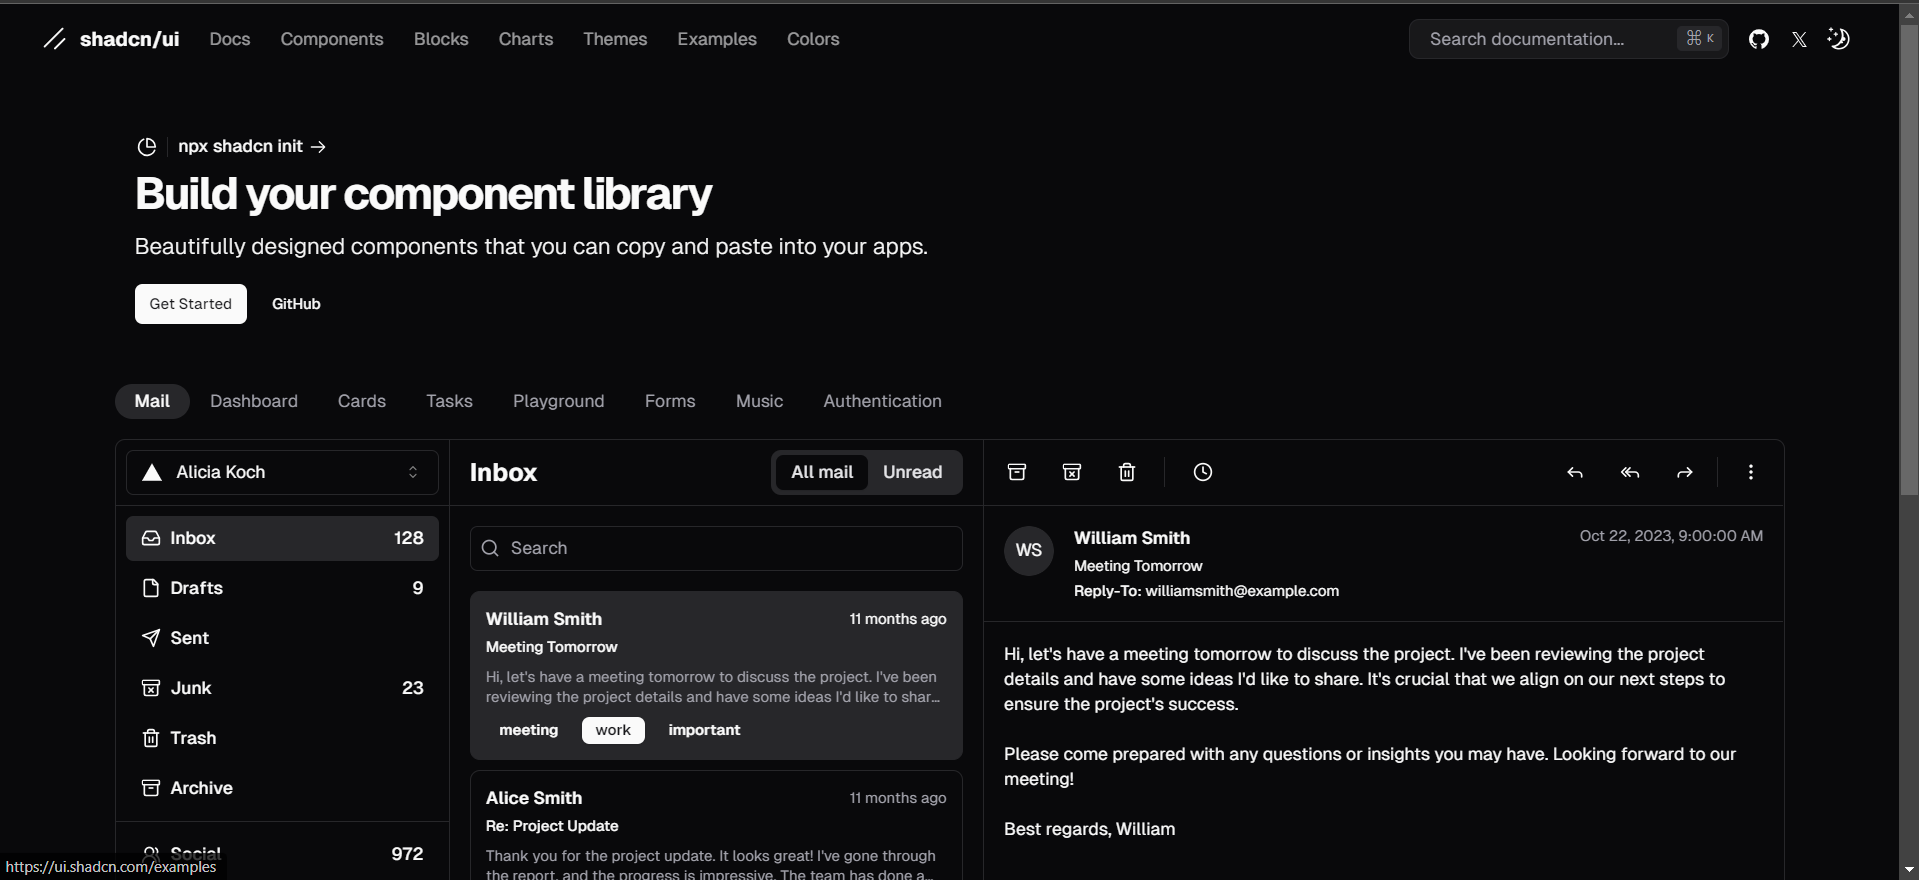 shadcn/ui Docs Components Blocks Charts Themes Examples Colors Search documentation... ⌘ K
npx shadcn init →
Build your component library
Beautifully designed components that you can copy and paste into your apps.
Get Started GitHub
Mail Dashboard Cards Tasks Playground Forms Music Authentication
Alicia Koch
Inbox 128
Drafts 9
Sent
Junk 23
Trash
Archive
Social 972
Inbox All mail Unread
Search
William Smith 11 months ago
Meeting Tomorrow
Hi, let's have a meeting tomorrow to discuss the project. I've been
reviewing the project details and have some ideas I'd like to shar...
meeting work important
Alice Smith 11 months ago
Re: Project Update
Thank you for the project update. It looks great! I've gone through
the report, and the progress is impressive. The team has done a...
WS
William Smith Oct 22, 2023, 9:00:00 AM
Meeting Tomorrow
Reply-To: williamsmith@example.com
Hi, let's have a meeting tomorrow to discuss the project. I've been reviewing the project
details and have some ideas I'd like to share. It's crucial that we align on our next steps to
ensure the project's success.
Please come prepared with any questions or insights you may have. Looking forward to our
meeting!
Best regards, William
https://ui.shadcn.com/examples